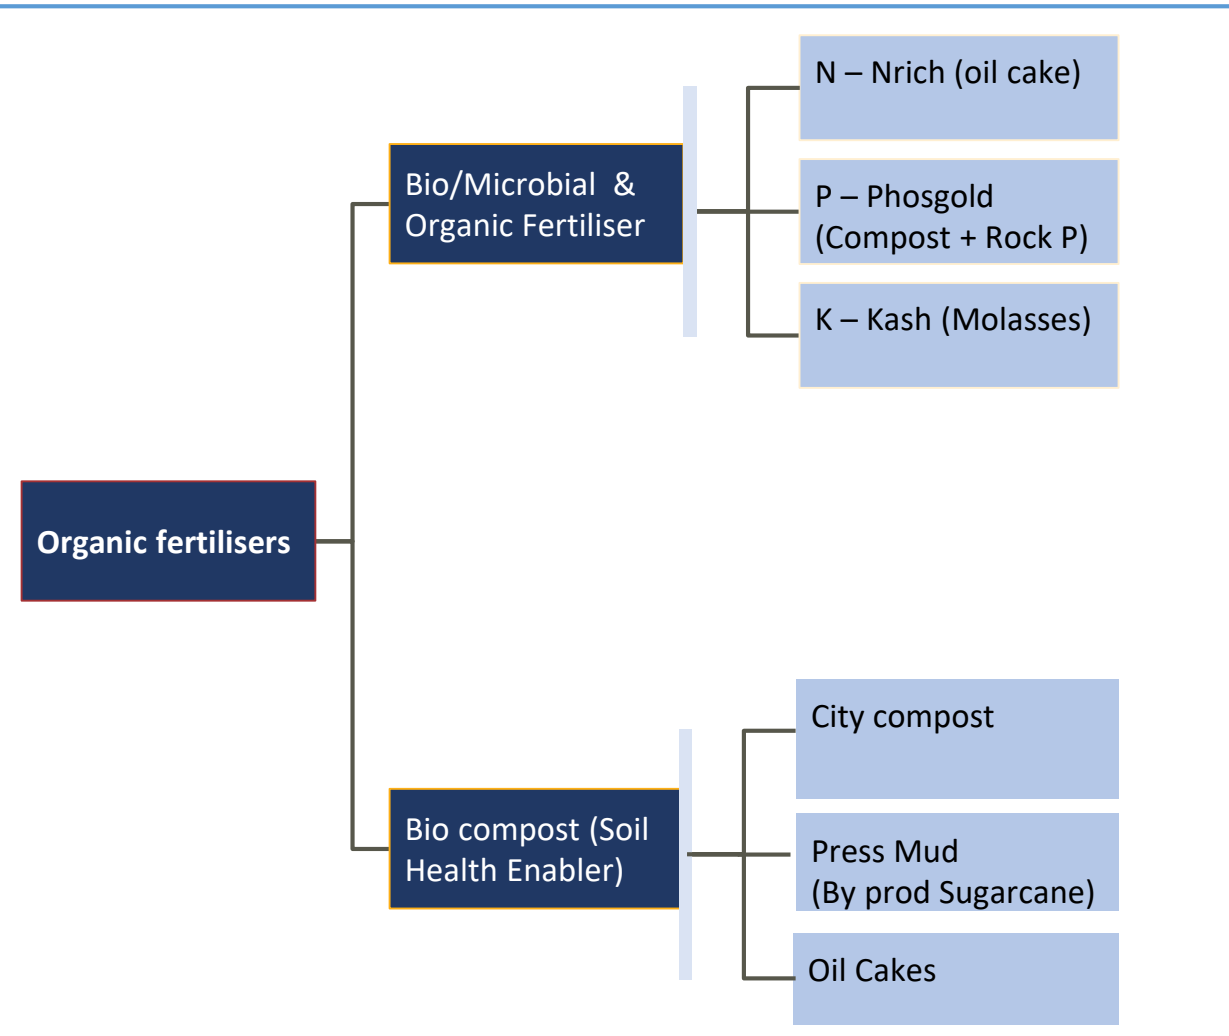 N – Nrich (oil cake)
Bio/Microbial &
Organic Fertiliser
P – Phosgold
(Compost + Rock P)
K – Kash (Molasses)
Organic fertilisers
City compost
Bio compost (Soil
Health Enabler)
Press Mud
(By prod Sugarcane)
Oil Cakes